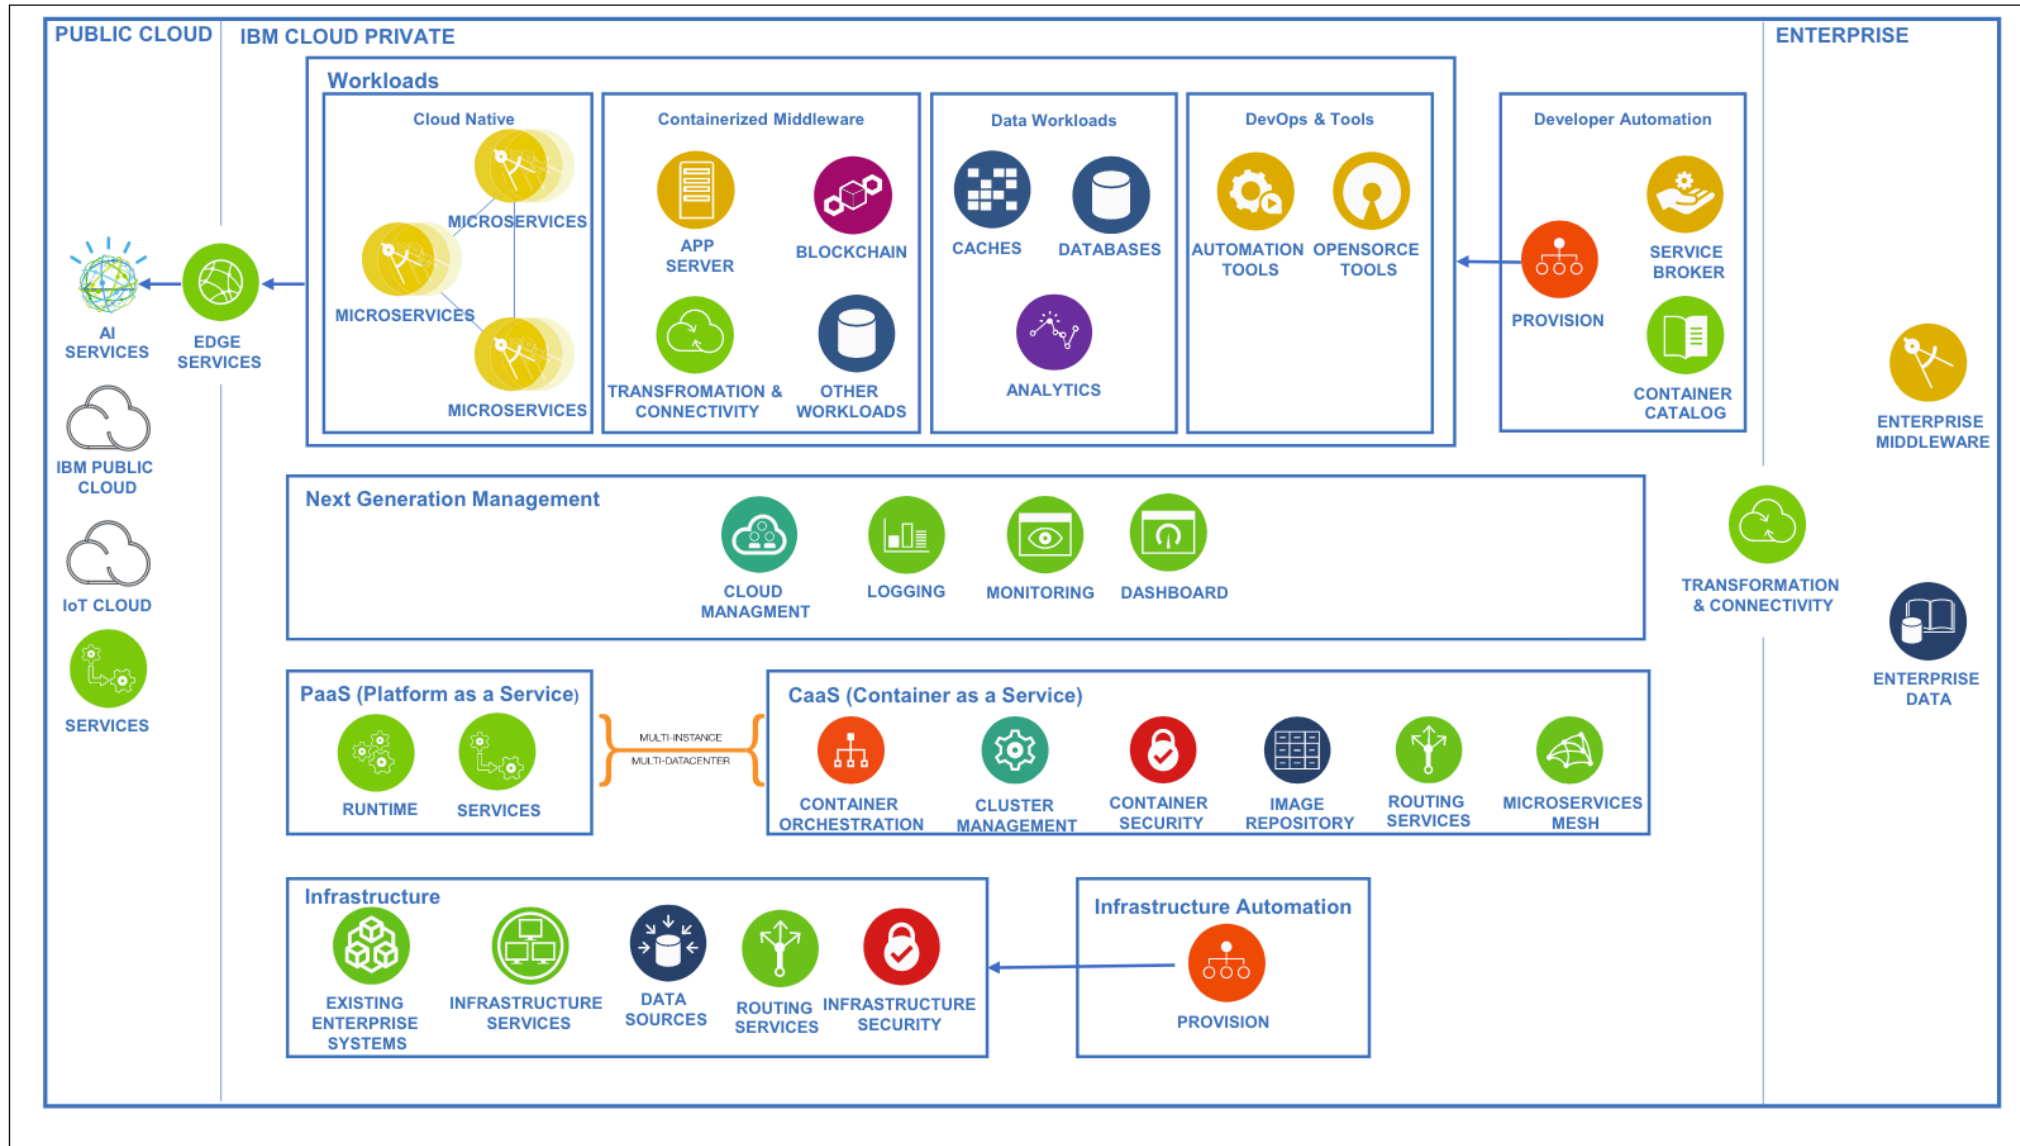 PUBLIC CLOUD
IBM CLOUD PRIVATE
ENTERPRISE
Workloads
Cloud Native
MICROSERVICES
MICROSERVICES
MICROSERVICES
Containerized Middleware
APP
SERVER
BLOCKCHAIN
TRANSFROMATION &
CONNECTIVITY
OTHER
WORKLOADS
Data Workloads
CACHES
DATABASES
ANALYTICS
DevOps & Tools
AUTOMATION
TOOLS
OPENSORCE
TOOLS
Developer Automation
PROVISION
SERVICE
BROKER
CONTAINER
CATALOG
AI
SERVICES
EDGE
SERVICES
IBM PUBLIC
CLOUD
IoT CLOUD
SERVICES
ENTERPRISE
MIDDLEWARE
TRANSFORMATION
& CONNECTIVITY
ENTERPRISE
DATA
Next Generation Management
CLOUD
MANAGMENT
LOGGING
MONITORING
DASHBOARD
PaaS (Platform as a Service)
RUNTIME
SERVICES
MULTI-INSTANCE
MULTI-DATACENTER
CaaS (Container as a Service)
CONTAINER
ORCHESTRATION
CLUSTER
MANAGEMENT
CONTAINER
SECURITY
IMAGE
REPOSITORY
ROUTING
SERVICES
MICROSERVICES
MESH
Infrastructure
EXISTING
ENTERPRISE
SYSTEMS
INFRASTRUCTURE
SERVICES
DATA
SOURCES
ROUTING
SERVICES
INFRASTRUCTURE
SECURITY
Infrastructure Automation
PROVISION